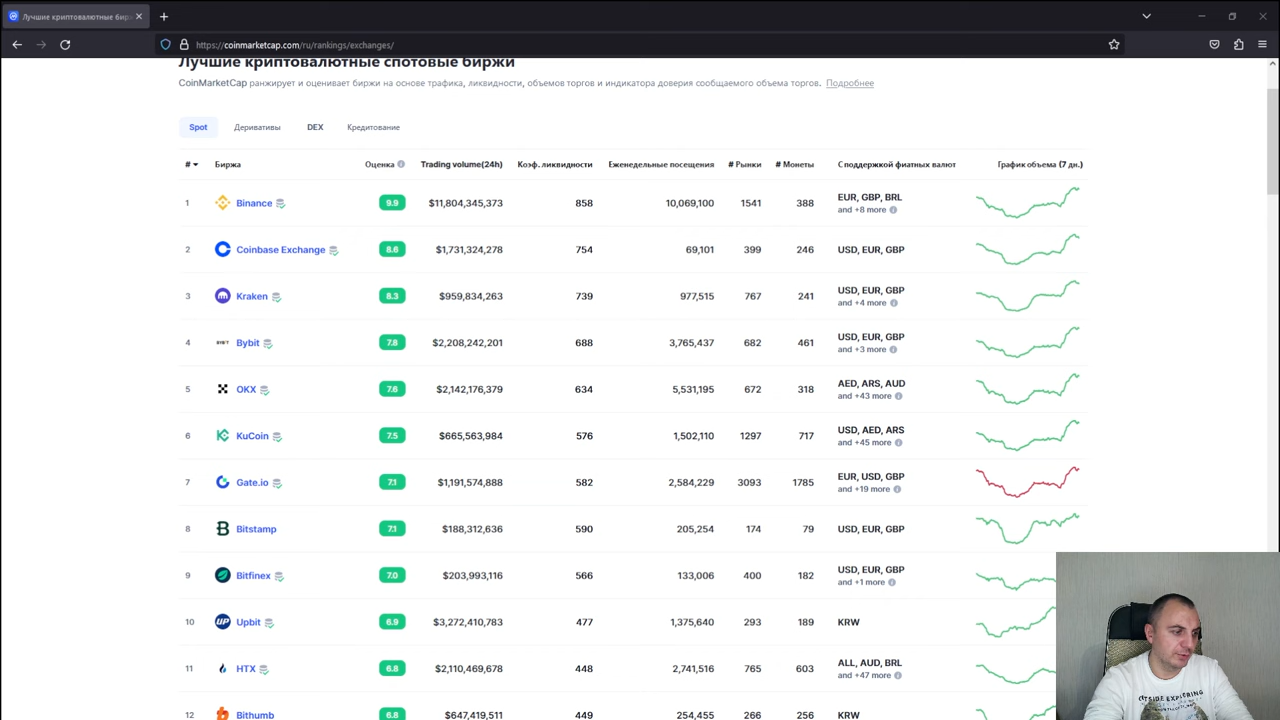 Лучшие криптовалютные бирж
https://coinmarketcap.com/ru/rankings/exchanges/
Лучшие криптовалютные спотовые биржи
CoinMarketCap ранжирует и оценивает биржи на основе трафика, ликвидности, объемов торгов и индикатора доверия сообщаемого объема торгов. Подробнее
Spot Деривативы DEX Кредитование
# Биржа Оценка Trading volume(24h) Коэф. ликвидности Еженедельные посещения # Рынки # Монеты С поддержкой фиатных валют График объема (7 дн.)
1 Binance 9.9 $11,804,345,373 858 10,069,100 1541 388 EUR, GBP, BRL
and +8 more
2 Coinbase Exchange 8.6 $1,731,324,278 754 69,101 399 246 USD, EUR, GBP
3 Kraken 8.3 $959,834,263 739 977,515 767 241 USD, EUR, GBP
and +4 more
4 BYBIT Bybit 7.8 $2,208,242,201 688 3,765,437 682 461 USD, EUR, GBP
and +3 more
5 OKX 7.6 $2,142,176,379 634 5,531,195 672 318 AED, ARS, AUD
and +43 more
6 KuCoin 7.5 $665,563,984 576 1,502,110 1297 717 USD, AED, ARS
and +45 more
7 Gate.io 7.1 $1,191,574,888 582 2,584,229 3093 1785 EUR, USD, GBP
and +19 more
8 Bitstamp 7.1 $188,312,636 590 205,254 174 79 USD, EUR, GBP
9 Bitfinex 7.0 $203,993,116 566 133,006 400 182 USD, EUR, GBP
and +1 more
10 UP Upbit 6.9 $3,272,410,783 477 1,375,640 293 189 KRW
11 HTX 6.8 $2,110,469,678 448 2,741,516 765 603 ALL, AUD, BRL
and +47 more
12 Bithumb 6.8 $647,419,511 449 254,455 266 256 KRW
OUTSIDE EXPLORING